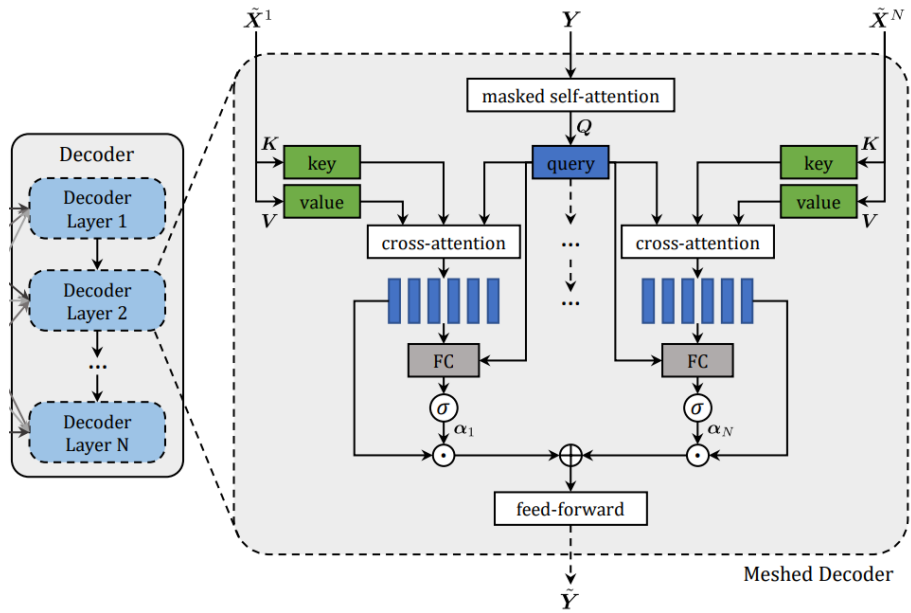 X̃¹ Y X̃ᴺ
masked self-attention
Q
Decoder
Decoder
Layer 1
Decoder
Layer 2
...
Decoder
Layer N
K key query key K
V value value V
cross-attention ... cross-attention
...
FC FC
σ σ
α₁ α_N
feed-forward
Meshed Decoder
Ỹ